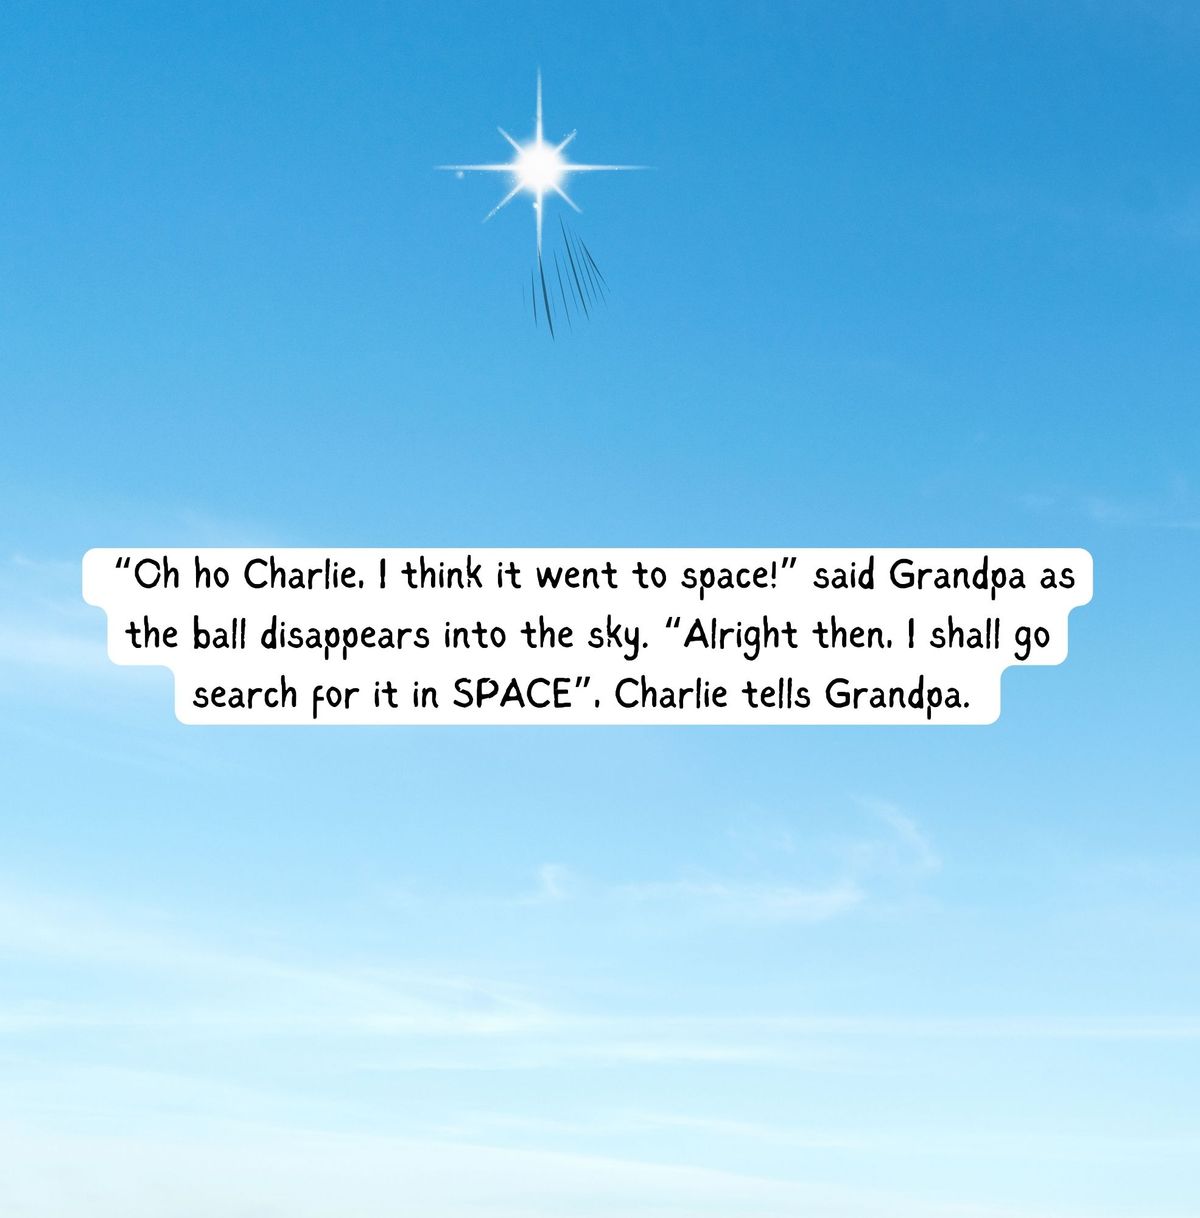 “Oh ho Charlie, I think it went to space!” said Grandpa as
the ball disappears into the sky. “Alright then, I shall go
search for it in SPACE”, Charlie tells Grandpa.